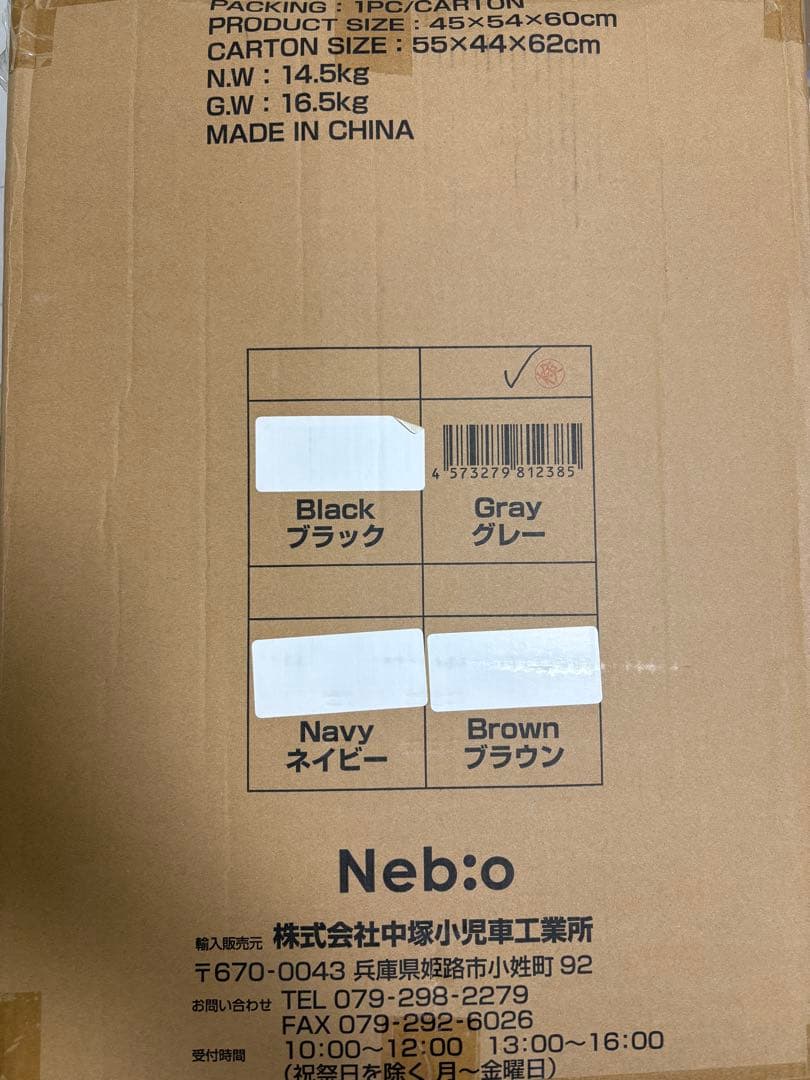 PACKING : 1PC/CARTON
PRODUCT SIZE : 45×54×60cm
CARTON SIZE : 55×44×62cm
N.W : 14.5kg
G.W : 16.5kg
MADE IN CHINA
4 573279 812385
Black
ブラック
Gray
グレー
Navy
ネイビー
Brown
ブラウン
Neb:o
輸入販売元 株式会社中塚小児車工業所
〒670-0043 兵庫県姫路市小姓町 92
お問い合わせ TEL 079-298-2279
FAX 079-292-6026
受付時間 10:00～12:00 13:00～16:00
(祝祭日を除く 月～金曜日)